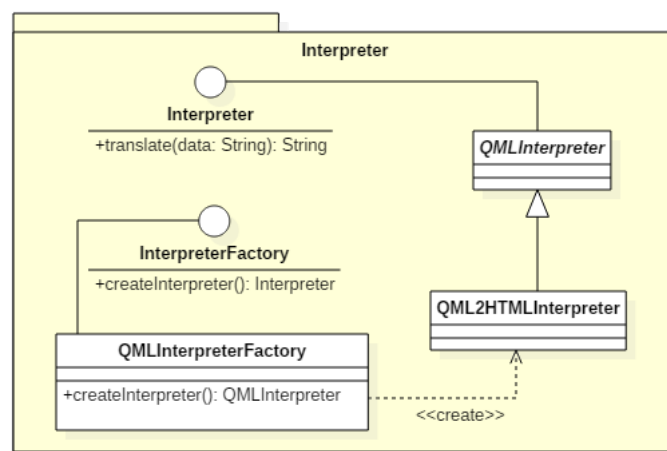 Interpreter
Interpreter
+translate(data: String): String
QMLInterpreter
InterpreterFactory
+createInterpreter(): Interpreter
QML2HTMLInterpreter
QMLInterpreterFactory
+createInterpreter(): QMLInterpreter
<<create>>